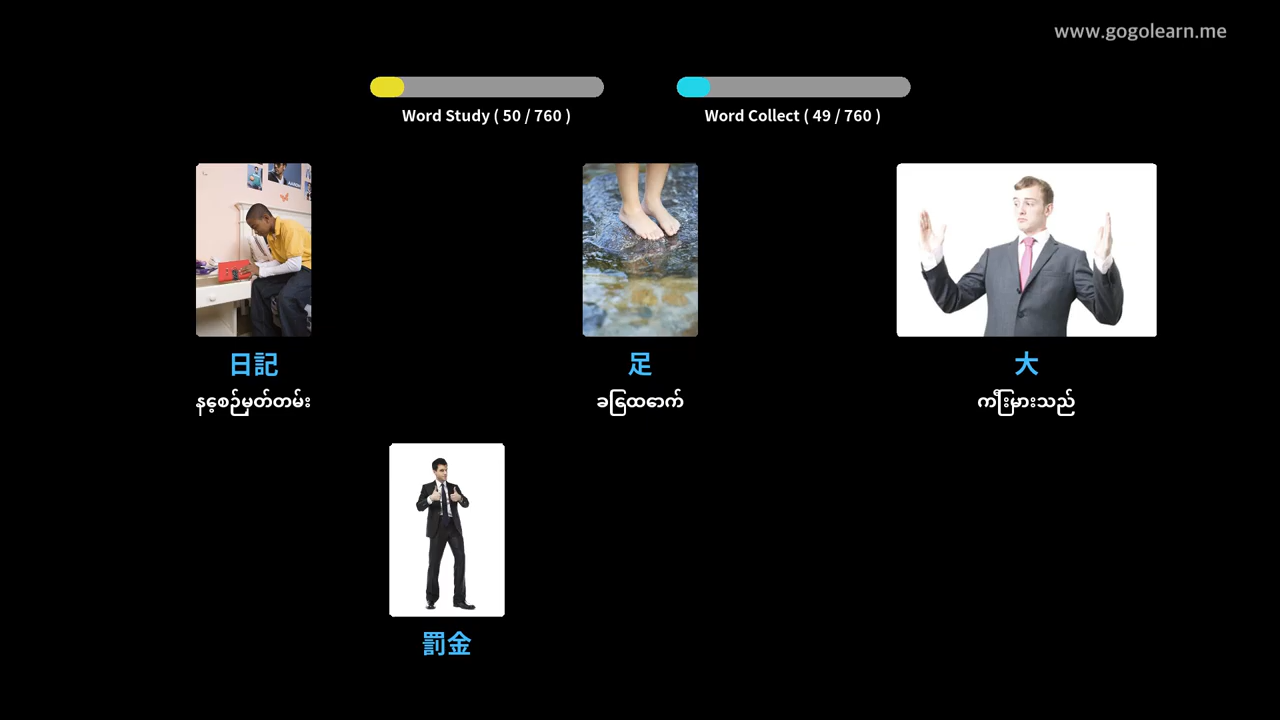 www.gogolearn.me
Word Study ( 50 / 760 )
Word Collect ( 49 / 760 )
日記
足
大
နေ့စဉ်မှတ်တမ်း
ခြေထောက်
ကြီးမားသည်
罰金